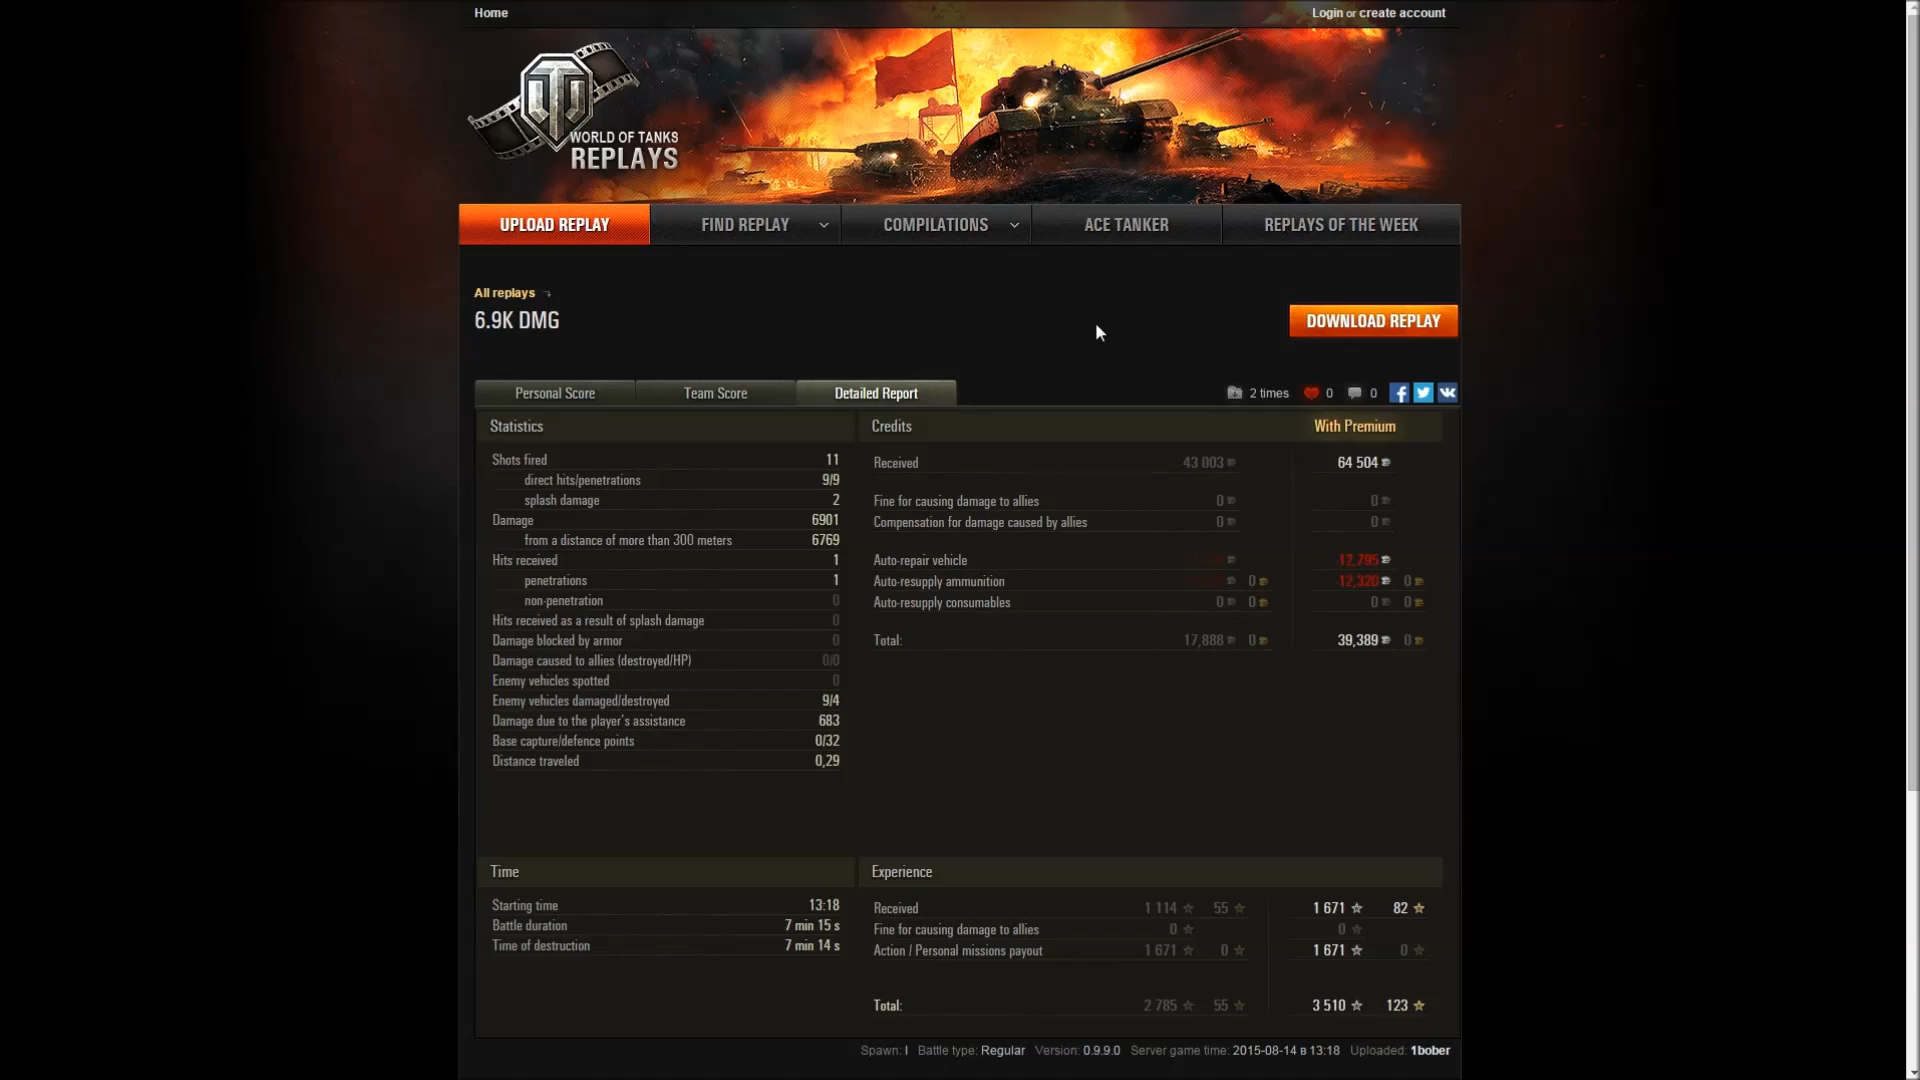 Home
Login or create account
WORLD OF TANKS
REPLAYS
UPLOAD REPLAY
FIND REPLAY
COMPILATIONS
ACE TANKER
REPLAYS OF THE WEEK
All replays
6.9K DMG
DOWNLOAD REPLAY
Personal Score
Team Score
Detailed Report
2 times
0
0
Statistics
Shots fired 11
direct hits/penetrations 9/9
splash damage 2
Damage 6901
from a distance of more than 300 meters 6769
Hits received 1
penetrations 1
non-penetration 0
Hits received as a result of splash damage 0
Damage blocked by armor 0
Damage caused to allies (destroyed/HP) 0/0
Enemy vehicles spotted 0
Enemy vehicles damaged/destroyed 9/4
Damage due to the player's assistance 683
Base capture/defence points 0/32
Distance traveled 0,29
Credits With Premium
Received 43 003 64 504
Fine for causing damage to allies 0 0
Compensation for damage caused by allies 0 0
Auto-repair vehicle -12,795
Auto-resupply ammunition 0 -12,320 0
Auto-resupply consumables 0 0 0 0
Total: 17,888 0 39,389 0
Time
Starting time 13:18
Battle duration 7 min 15 s
Time of destruction 7 min 14 s
Experience
Received 1 114 55 1 671 82
Fine for causing damage to allies 0 0
Action / Personal missions payout 1 671 0 1 671 0
Total: 2 785 55 3 510 123
Spawn: I Battle type: Regular Version: 0.9.9.0 Server game time: 2015-08-14 в 13:18 Uploaded: 1bober